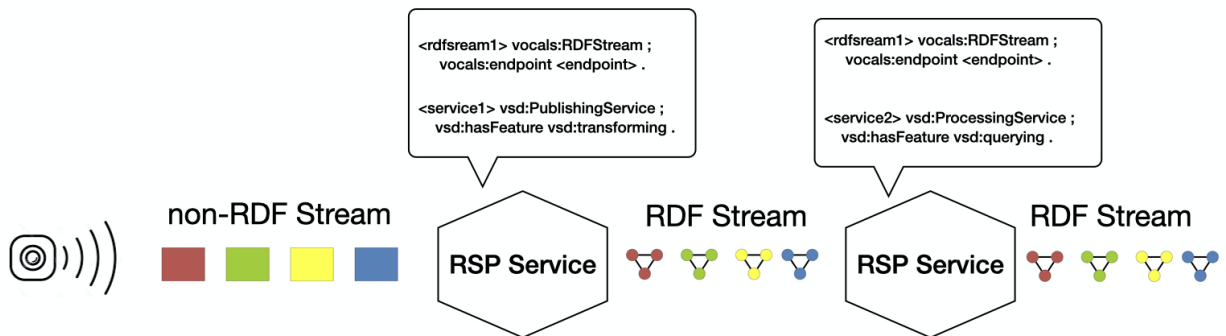 <rdfsream1> vocals:RDFStream ;
vocals:endpoint <endpoint> .
<service1> vsd:PublishingService ;
vsd:hasFeature vsd:transforming .
<rdfsream1> vocals:RDFStream ;
vocals:endpoint <endpoint> .
<service2> vsd:ProcessingService ;
vsd:hasFeature vsd:querying .
non-RDF Stream
RSP Service
RDF Stream
RSP Service
RDF Stream